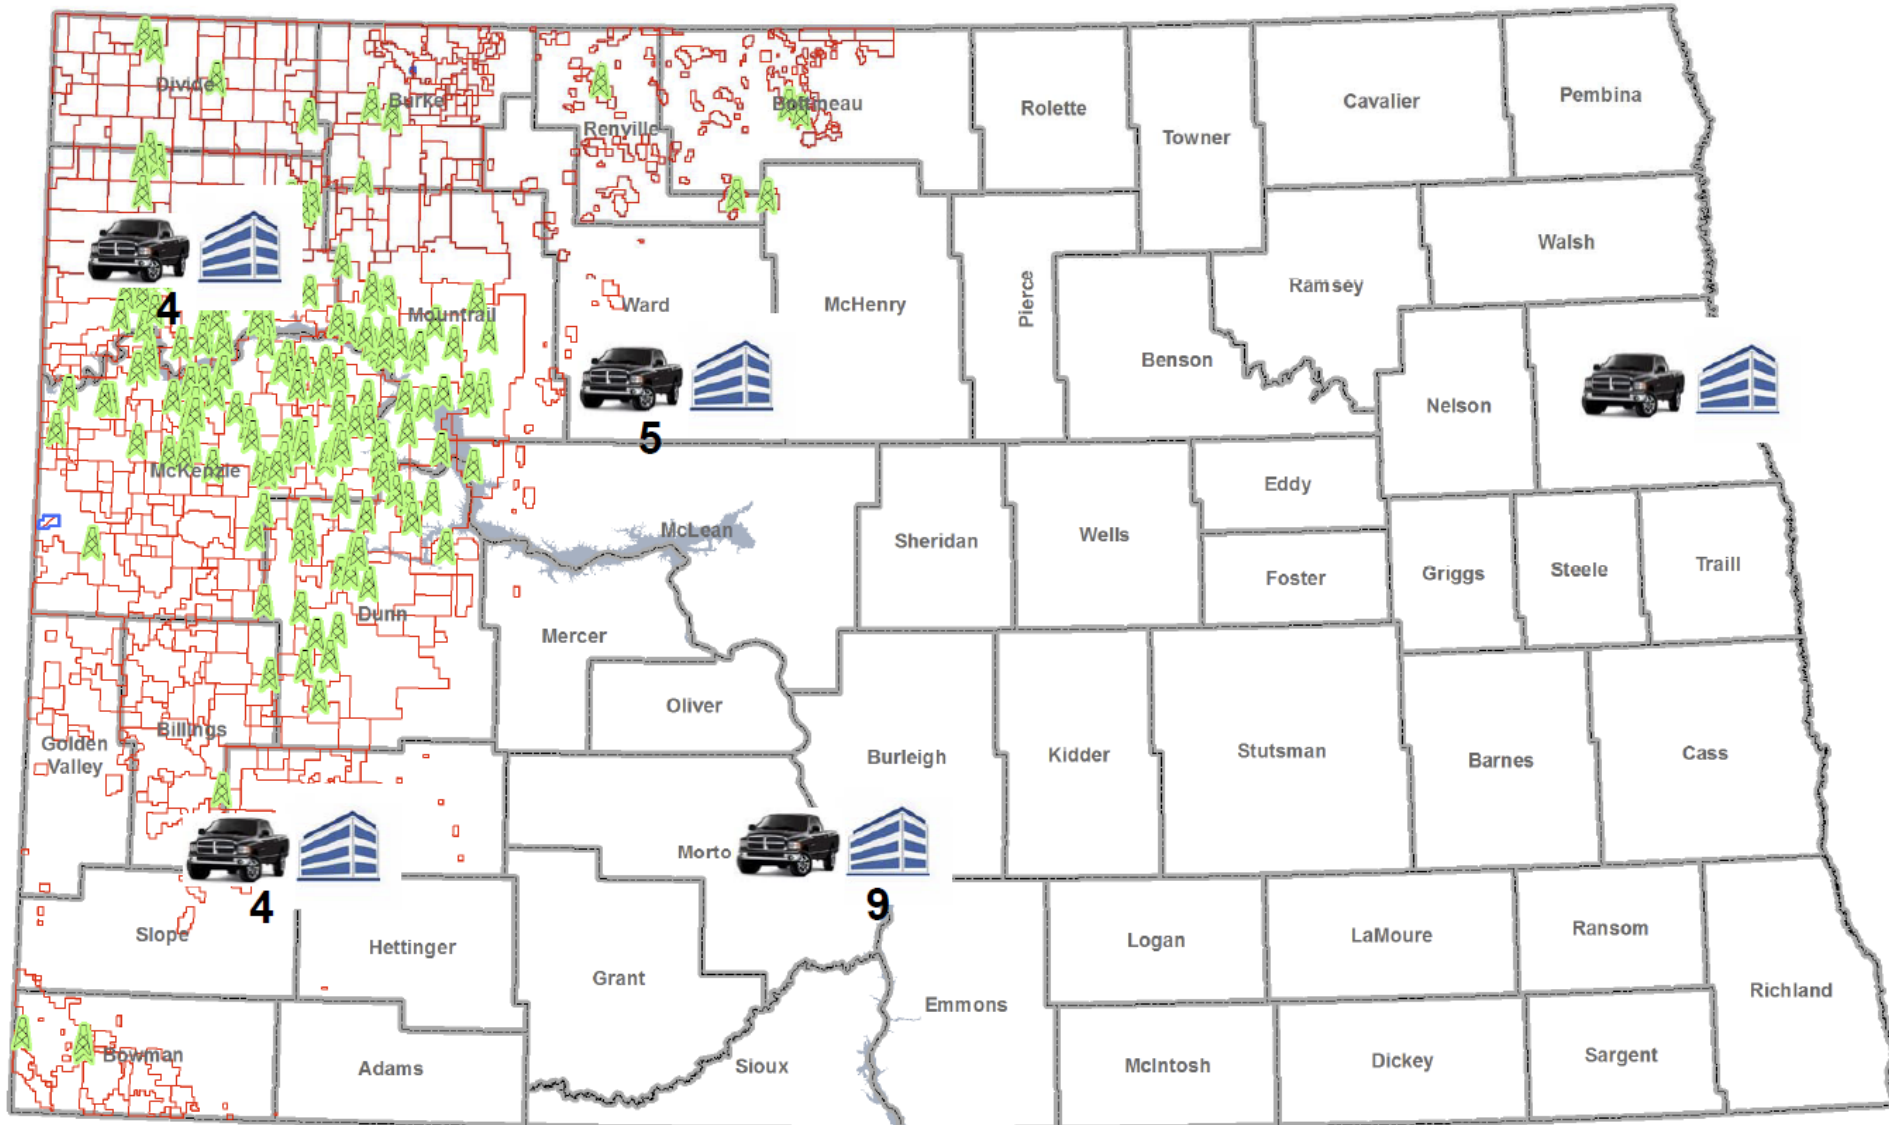 Divide
Burke
Renville
Bottineau
Rolette
Towner
Cavalier
Pembina
Walsh
Ramsey
4
Mountrail
Ward
McHenry
Pierce
Benson
Nelson
5
McKenzie
McLean
Sheridan
Wells
Eddy
Foster
Griggs
Steele
Traill
Dunn
Mercer
Oliver
Billings
Golden
Valley
Burleigh
Kidder
Stutsman
Barnes
Cass
Morto
4
9
Slope
Hettinger
Grant
Emmons
Logan
LaMoure
Ransom
Richland
Bowman
Adams
Sioux
McIntosh
Dickey
Sargent